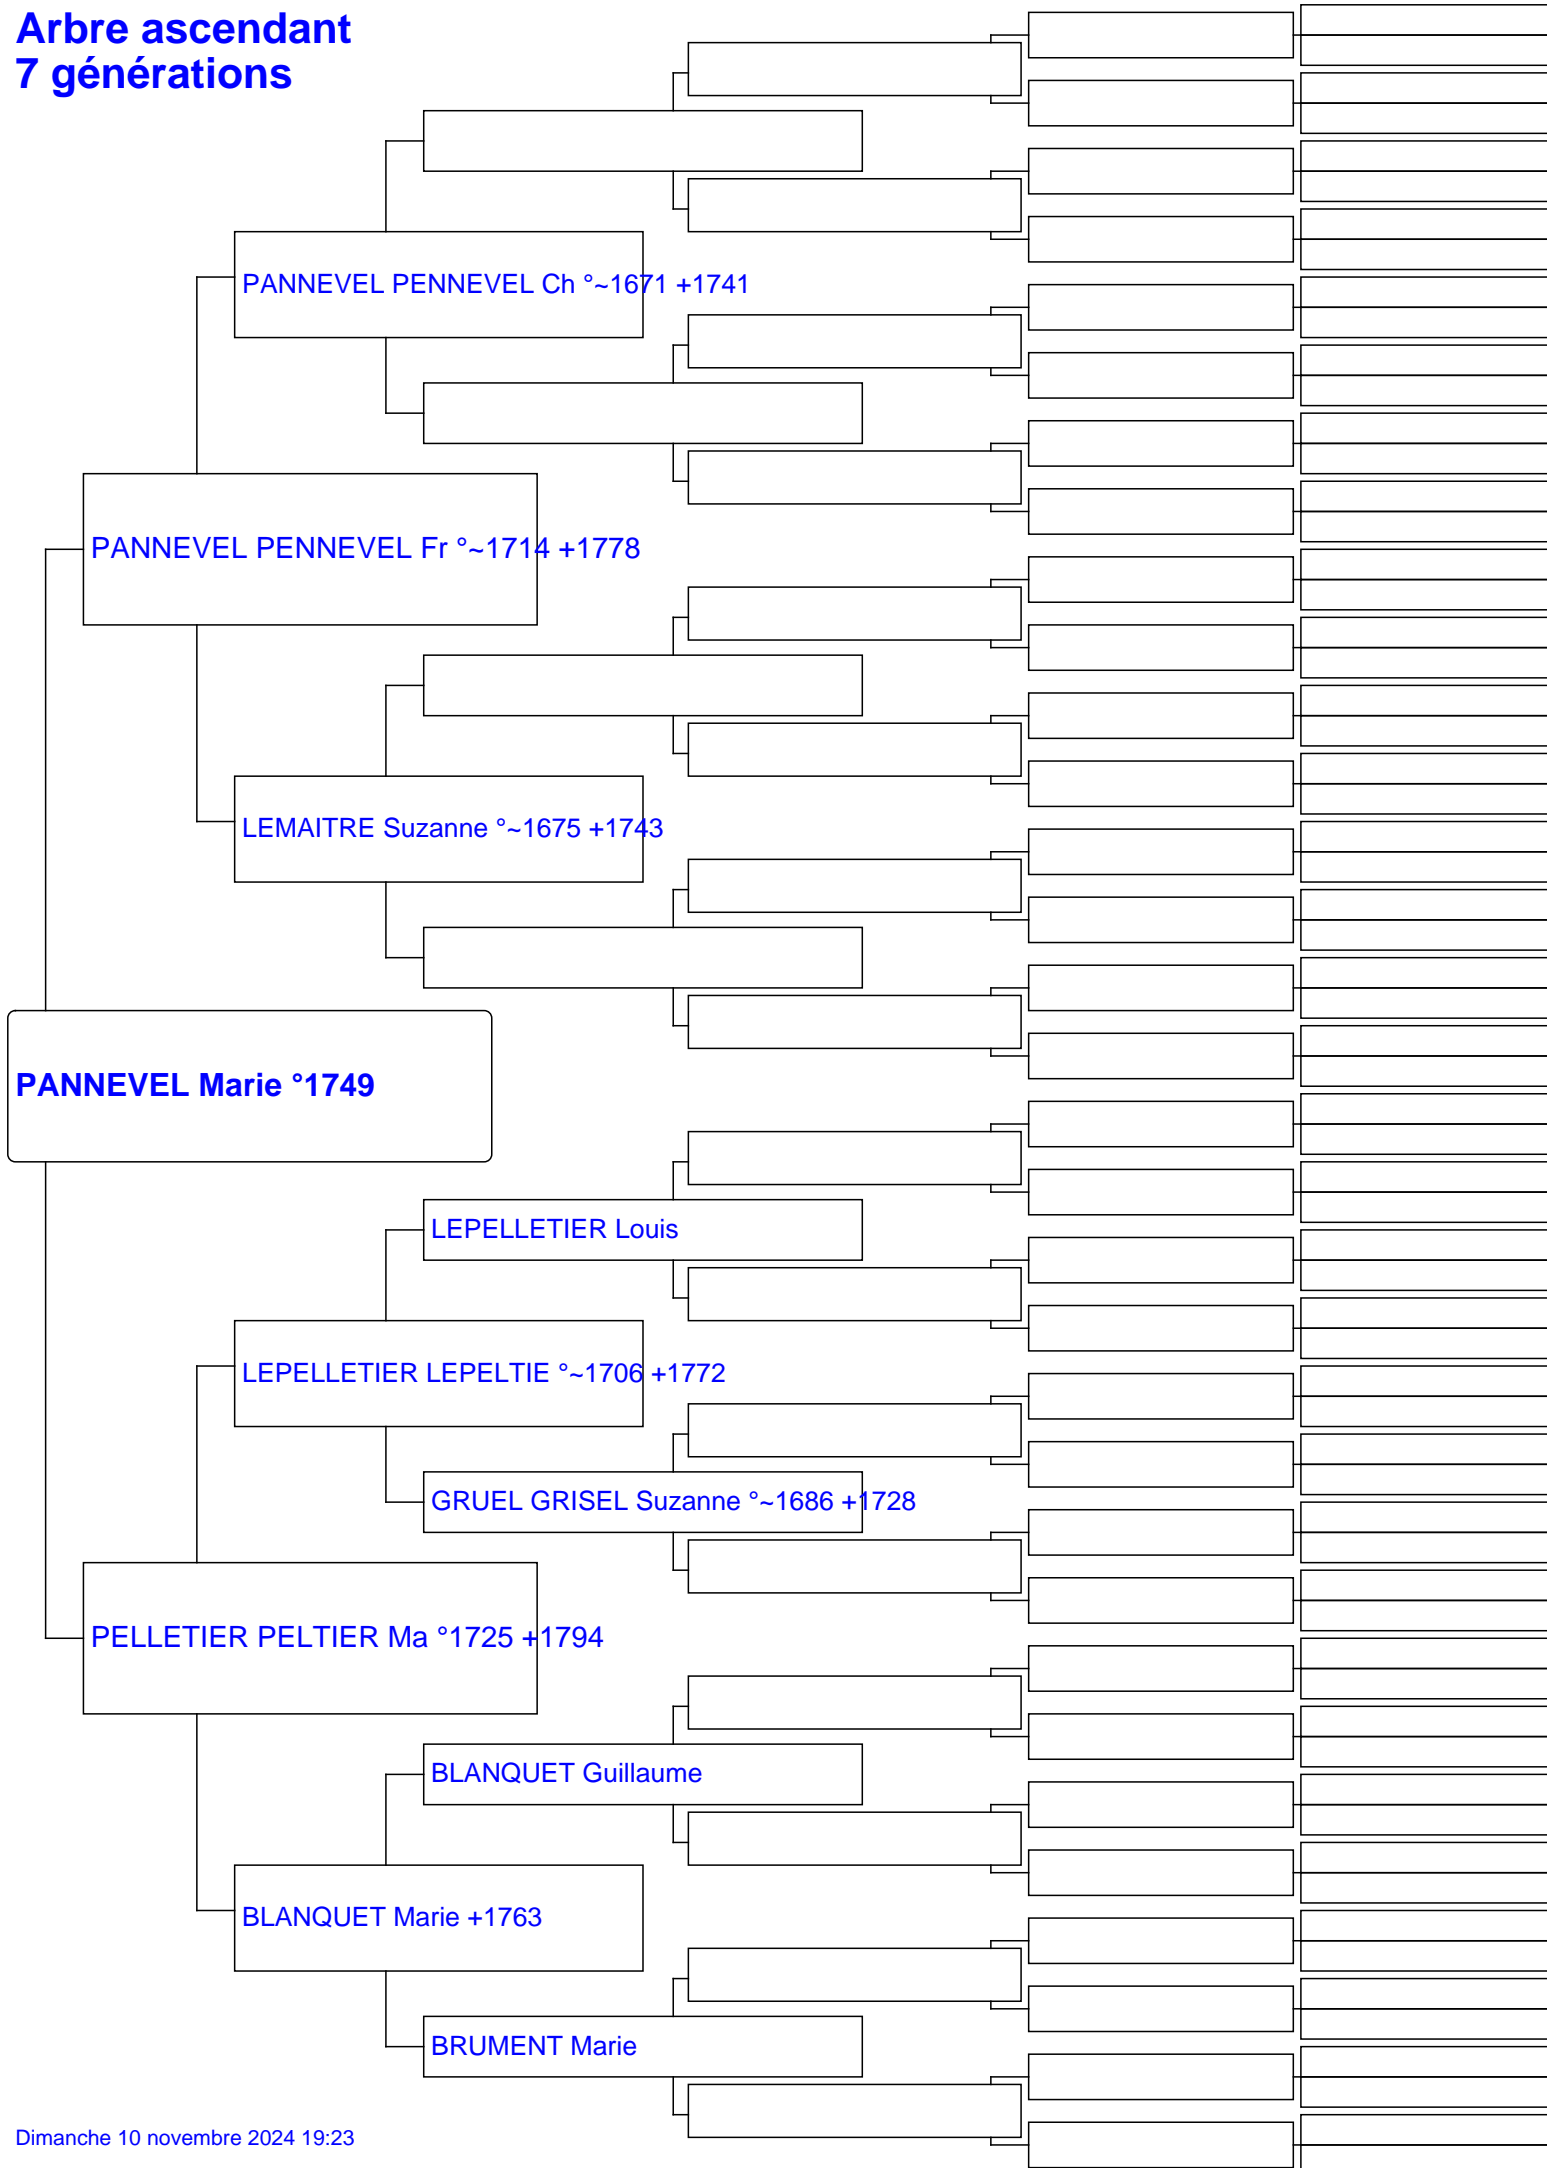 Arbre ascendant
7 générations
PANNEVEL PENNEVEL Ch °~1671 +1741
PANNEVEL PENNEVEL Fr °~1714 +1778
LEMAITRE Suzanne °~1675 +1743
PANNEVEL Marie °1749
LEPELLETIER Louis
LEPELLETIER LEPELTIE °~1706 +1772
GRUEL GRISEL Suzanne °~1686 +1728
PELLETIER PELTIER Ma °1725 +1794
BLANQUET Guillaume
BLANQUET Marie +1763
BRUMENT Marie
Dimanche 10 novembre 2024 19:23